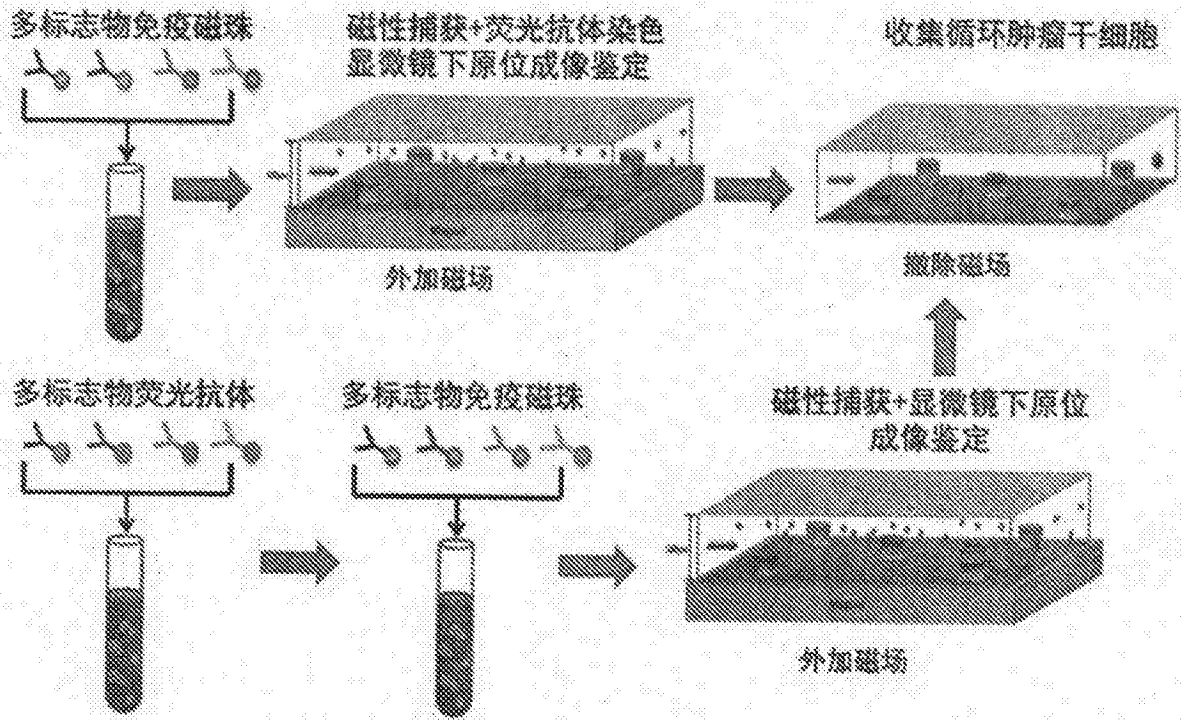 多标志物免疫磁珠
磁性捕获+荧光抗体染色
显微镜下原位成像鉴定
收集循环肿瘤干细胞
外加磁场
撤除磁场
多标志物荧光抗体
多标志物免疫磁珠
磁性捕获+显微镜下原位
成像鉴定
外加磁场